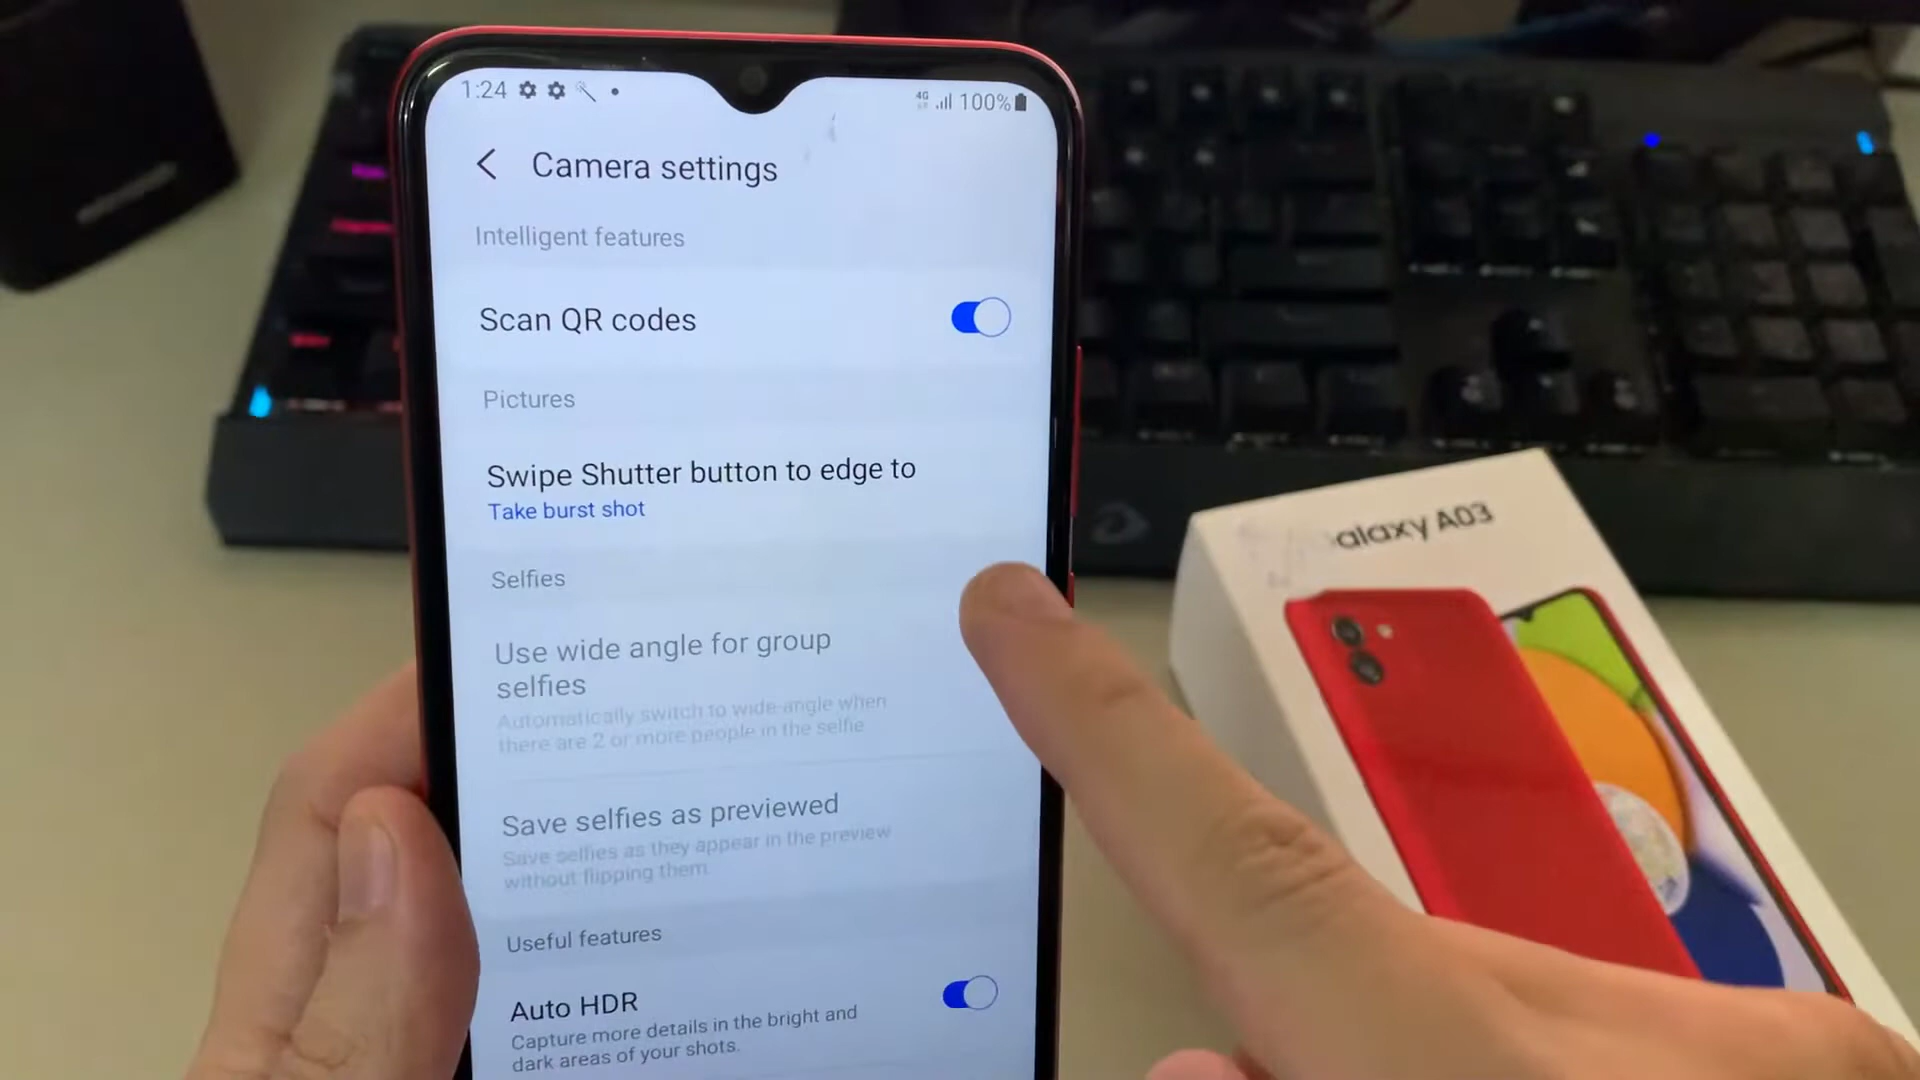 1:24
4G 100%
Camera settings
Intelligent features
Scan QR codes
Pictures
Swipe Shutter button to edge to
Take burst shot
Selfies
Use wide angle for group
selfies
Automatically switch to wide-angle when
there are 2 or more people in the selfie
Save selfies as previewed
Save selfies as they appear in the preview
without flipping them.
Useful features
Auto HDR
Capture more details in the bright and
dark areas of your shots.
alaxy A03